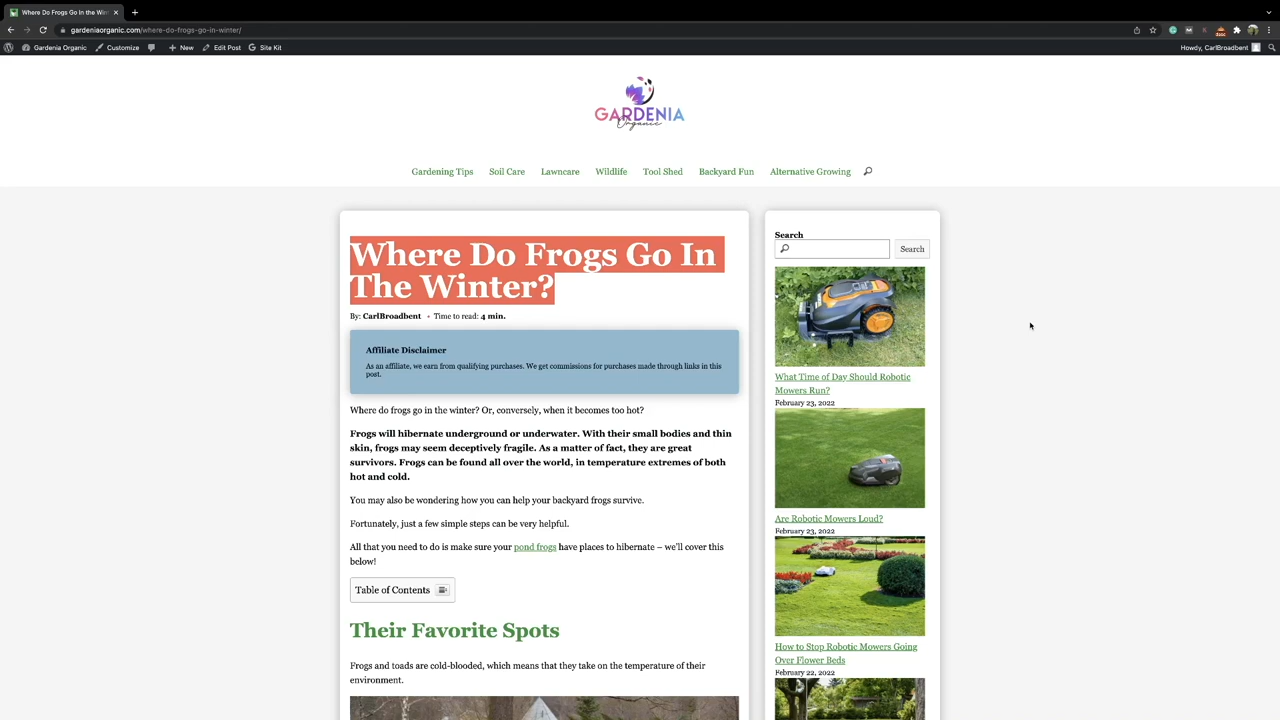 Where Do Frogs Go In the Win
gardeniaorganic.com/where-do-frogs-go-in-winter/
Gardenia Organic Customize New Edit Post Site Kit Howdy, CarlBroadbent
GARDENIA
Organic
Gardening Tips Soil Care Lawncare Wildlife Tool Shed Backyard Fun Alternative Growing
Where Do Frogs Go In
The Winter?
By: CarlBroadbent • Time to read: 4 min.
Affiliate Disclaimer
As an affiliate, we earn from qualifying purchases. We get commissions for purchases made through links in this
post.
Where do frogs go in the winter? Or, conversely, when it becomes too hot?
Frogs will hibernate underground or underwater. With their small bodies and thin
skin, frogs may seem deceptively fragile. As a matter of fact, they are great
survivors. Frogs can be found all over the world, in temperature extremes of both
hot and cold.
You may also be wondering how you can help your backyard frogs survive.
Fortunately, just a few simple steps can be very helpful.
All that you need to do is make sure your pond frogs have places to hibernate – we'll cover this
below!
Table of Contents
Their Favorite Spots
Frogs and toads are cold-blooded, which means that they take on the temperature of their
environment.
Search
Search
What Time of Day Should Robotic
Mowers Run?
February 23, 2022
Are Robotic Mowers Loud?
February 23, 2022
How to Stop Robotic Mowers Going
Over Flower Beds
February 22, 2022